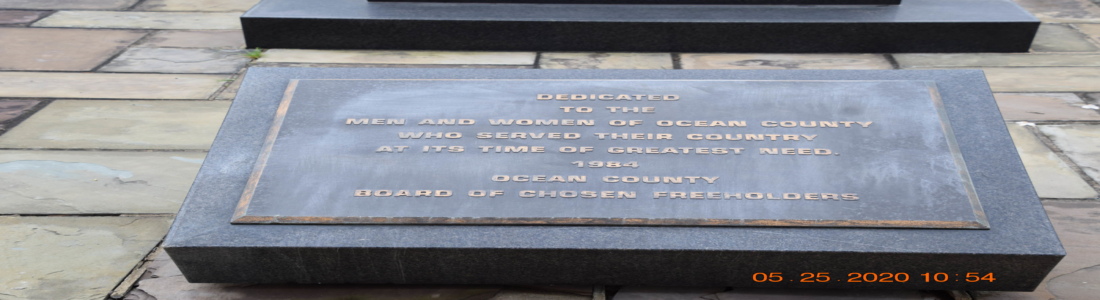 DEDICATED
TO THE
MEN AND WOMEN OF OCEAN COUNTY
WHO SERVED THEIR COUNTRY
AT ITS TIME OF GREATEST NEED.
1984
OCEAN COUNTY
BOARD OF CHOSEN FREEHOLDERS
05.25.2020 10:54